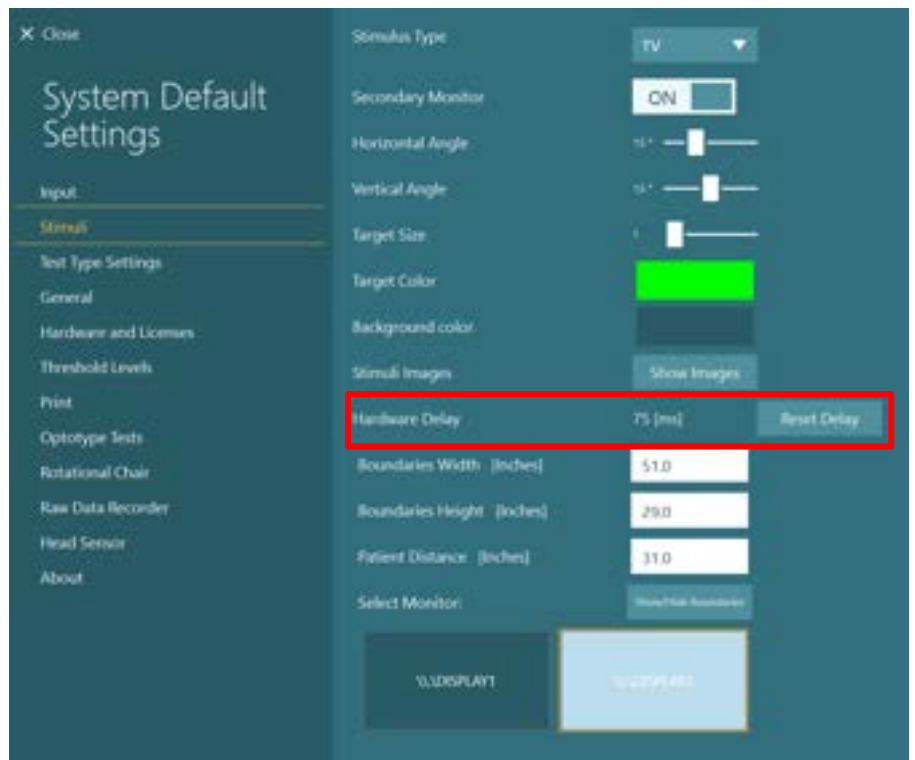 ✕ Close
System Default
Settings
Input
Stimuli
Test Type Settings
General
Hardware and Licenses
Threshold Levels
Print
Optotype Tests
Rotational Chair
Raw Data Recorder
Head Sensor
About
Stimulus Type
TV
Secondary Monitor
ON
Horizontal Angle
Vertical Angle
Target Size
Target Color
Background color
Stimuli Images
Show Images
Hardware Delay
75 [ms]
Reset Delay
Boundaries Width [Inches]
51.0
Boundaries Height [Inches]
29.0
Patient Distance [Inches]
31.0
Select Monitor:
Show/Hide Boundaries
\\.\DISPLAY1